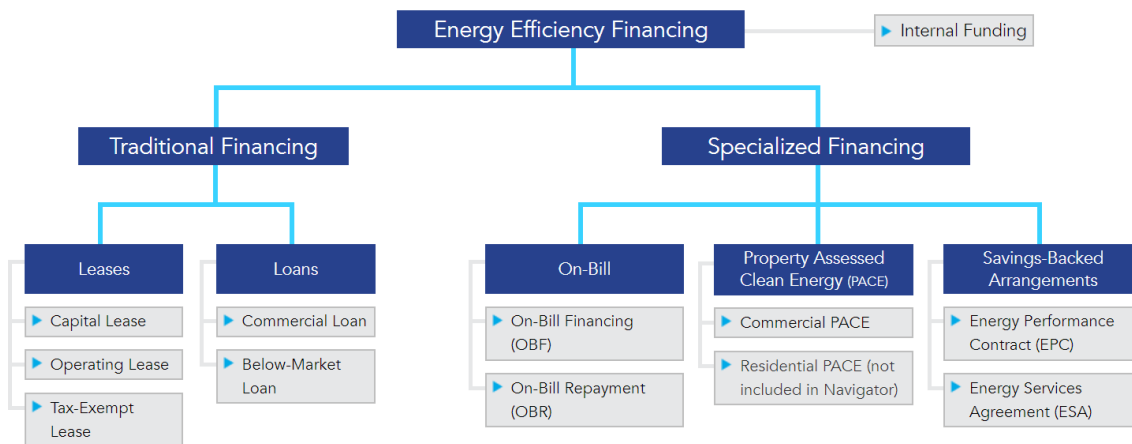 Energy Efficiency Financing
Internal Funding
Traditional Financing
Specialized Financing
Leases
Loans
On-Bill
Property Assessed
Clean Energy (PACE)
Savings-Backed
Arrangements
Capital Lease
Operating Lease
Tax-Exempt
Lease
Commercial Loan
Below-Market
Loan
On-Bill Financing
(OBF)
On-Bill Repayment
(OBR)
Commercial PACE
Residential PACE (not
included in Navigator)
Energy Performance
Contract (EPC)
Energy Services
Agreement (ESA)